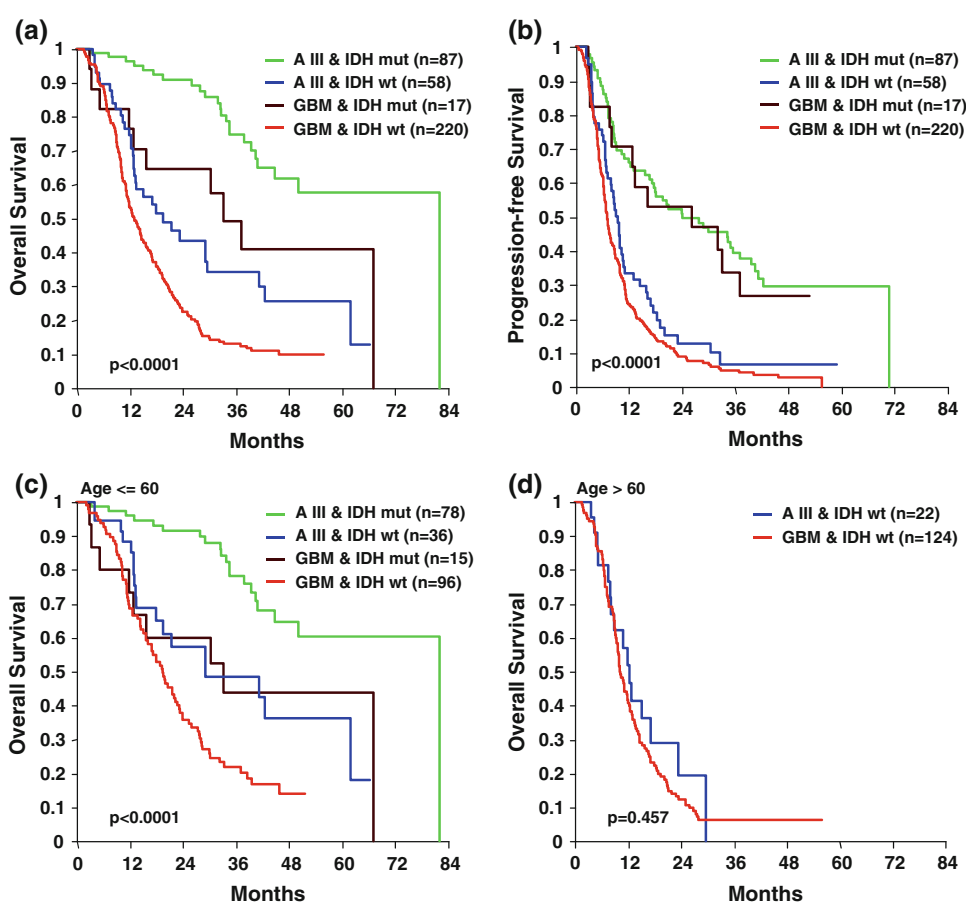 (a)
Overall Survival
1
0.9
0.8
0.7
0.6
0.5
0.4
0.3
0.2
0.1
0
A III & IDH mut (n=87)
A III & IDH wt (n=58)
GBM & IDH mut (n=17)
GBM & IDH wt (n=220)
p<0.0001
0 12 24 36 48 60 72 84
Months
(b)
Progression-free Survival
1
0.9
0.8
0.7
0.6
0.5
0.4
0.3
0.2
0.1
0
A III & IDH mut (n=87)
A III & IDH wt (n=58)
GBM & IDH mut (n=17)
GBM & IDH wt (n=220)
p<0.0001
0 12 24 36 48 60 72 84
Months
(c)
Age <= 60
Overall Survival
1
0.9
0.8
0.7
0.6
0.5
0.4
0.3
0.2
0.1
0
A III & IDH mut (n=78)
A III & IDH wt (n=36)
GBM & IDH mut (n=15)
GBM & IDH wt (n=96)
p<0.0001
0 12 24 36 48 60 72 84
Months
(d)
Age > 60
Overall Survival
1
0.9
0.8
0.7
0.6
0.5
0.4
0.3
0.2
0.1
0
A III & IDH wt (n=22)
GBM & IDH wt (n=124)
p=0.457
0 12 24 36 48 60 72 84
Months